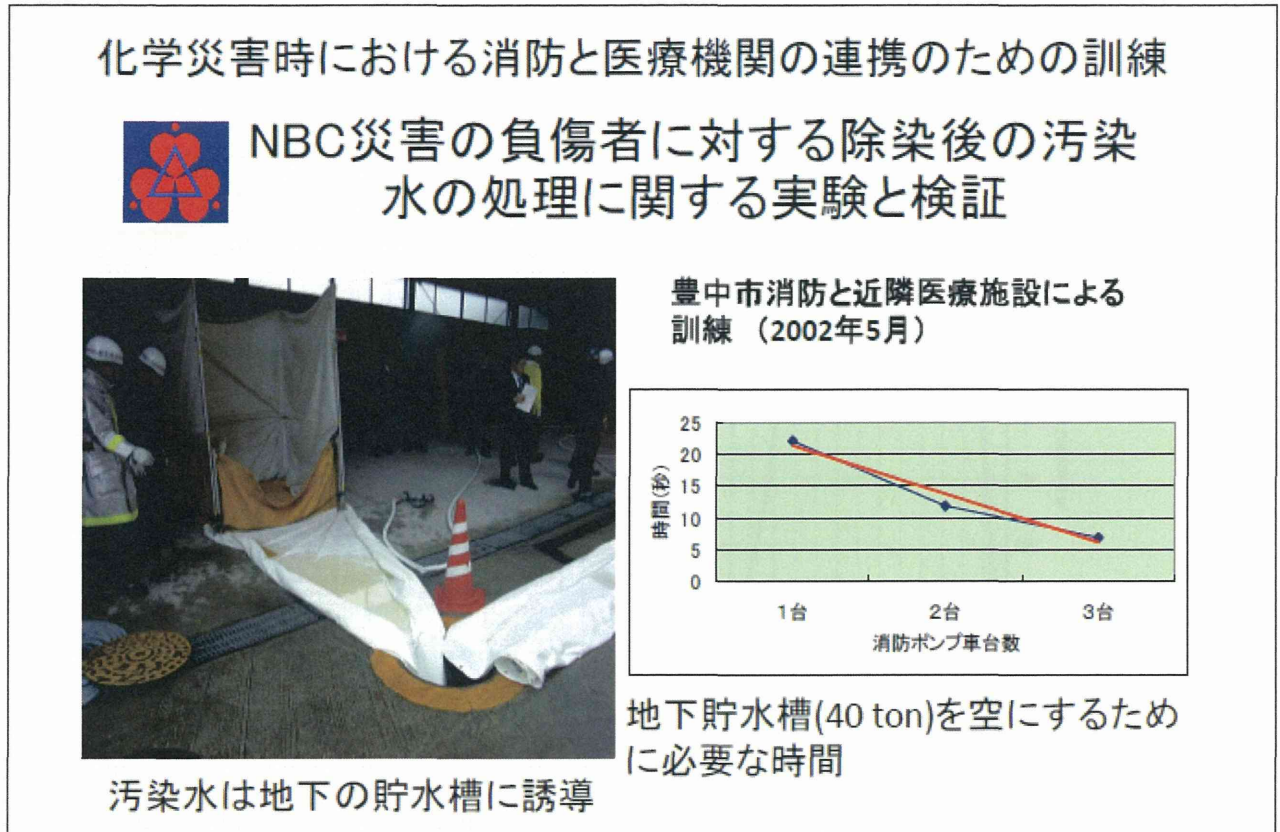 化学災害時における消防と医療機関の連携のための訓練
NBC災害の負傷者に対する除染後の汚染
水の処理に関する実験と検証
豊中市消防と近隣医療施設による
訓練 (2002年5月)
25
20
15
10
5
0
時間(秒)
1台 2台 3台
消防ポンプ車台数
地下貯水槽(40 ton)を空にするため
に必要な時間
汚染水は地下の貯水槽に誘導